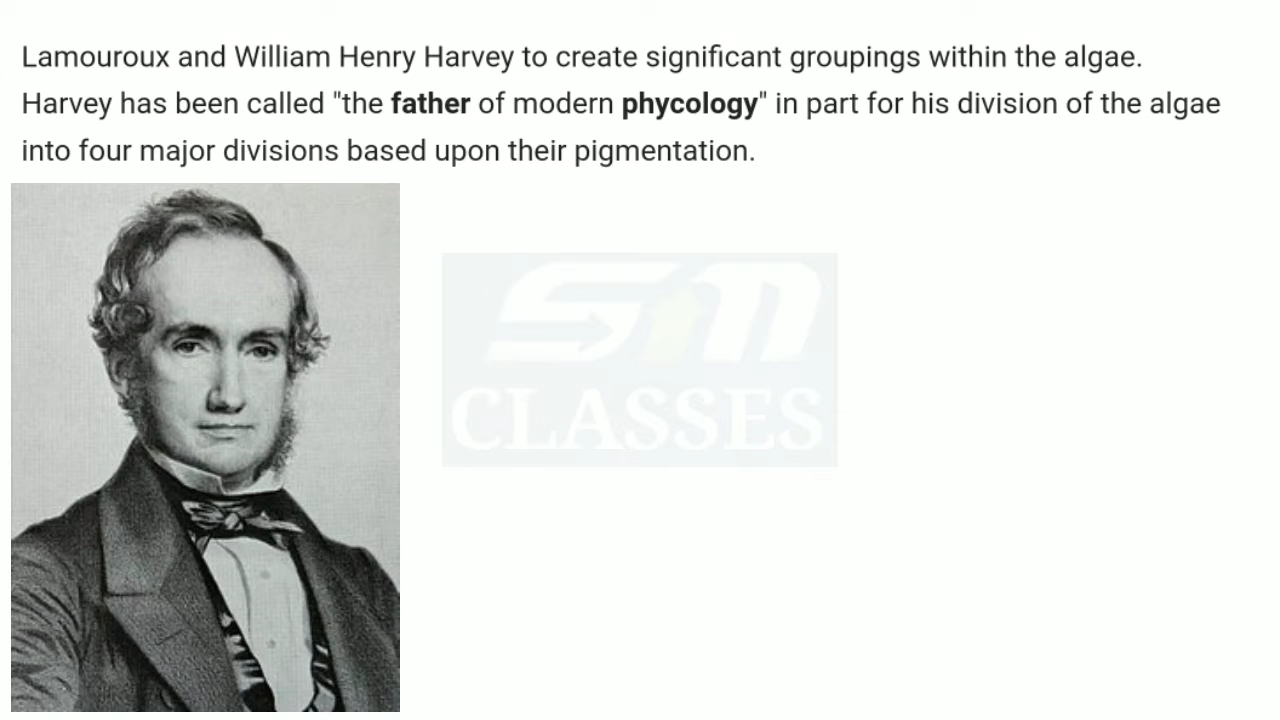 Lamouroux and William Henry Harvey to create significant groupings within the algae.
Harvey has been called "the father of modern phycology" in part for his division of the algae
into four major divisions based upon their pigmentation.
SM
CLASSES